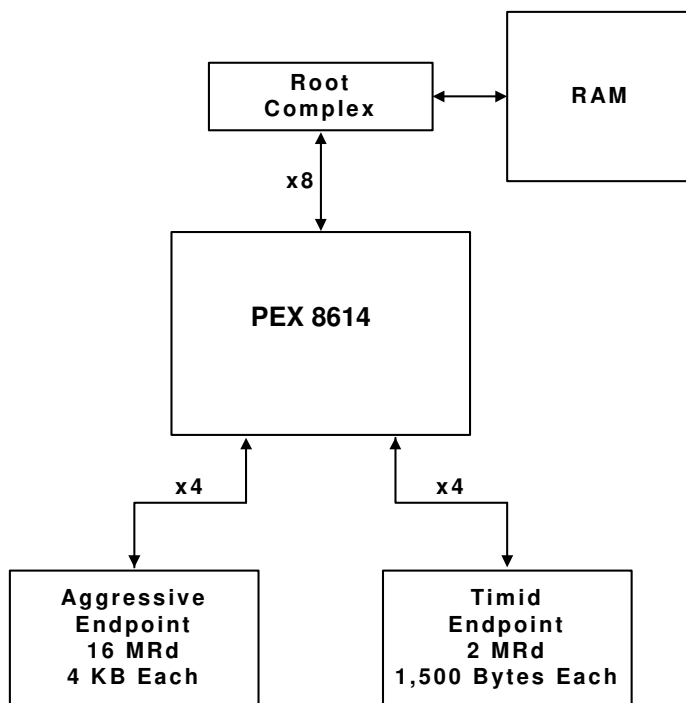 Root
Complex
RAM
x8
PEX 8614
x4
x4
Aggressive
Endpoint
16 MRd
4 KB Each
Timid
Endpoint
2 MRd
1,500 Bytes Each